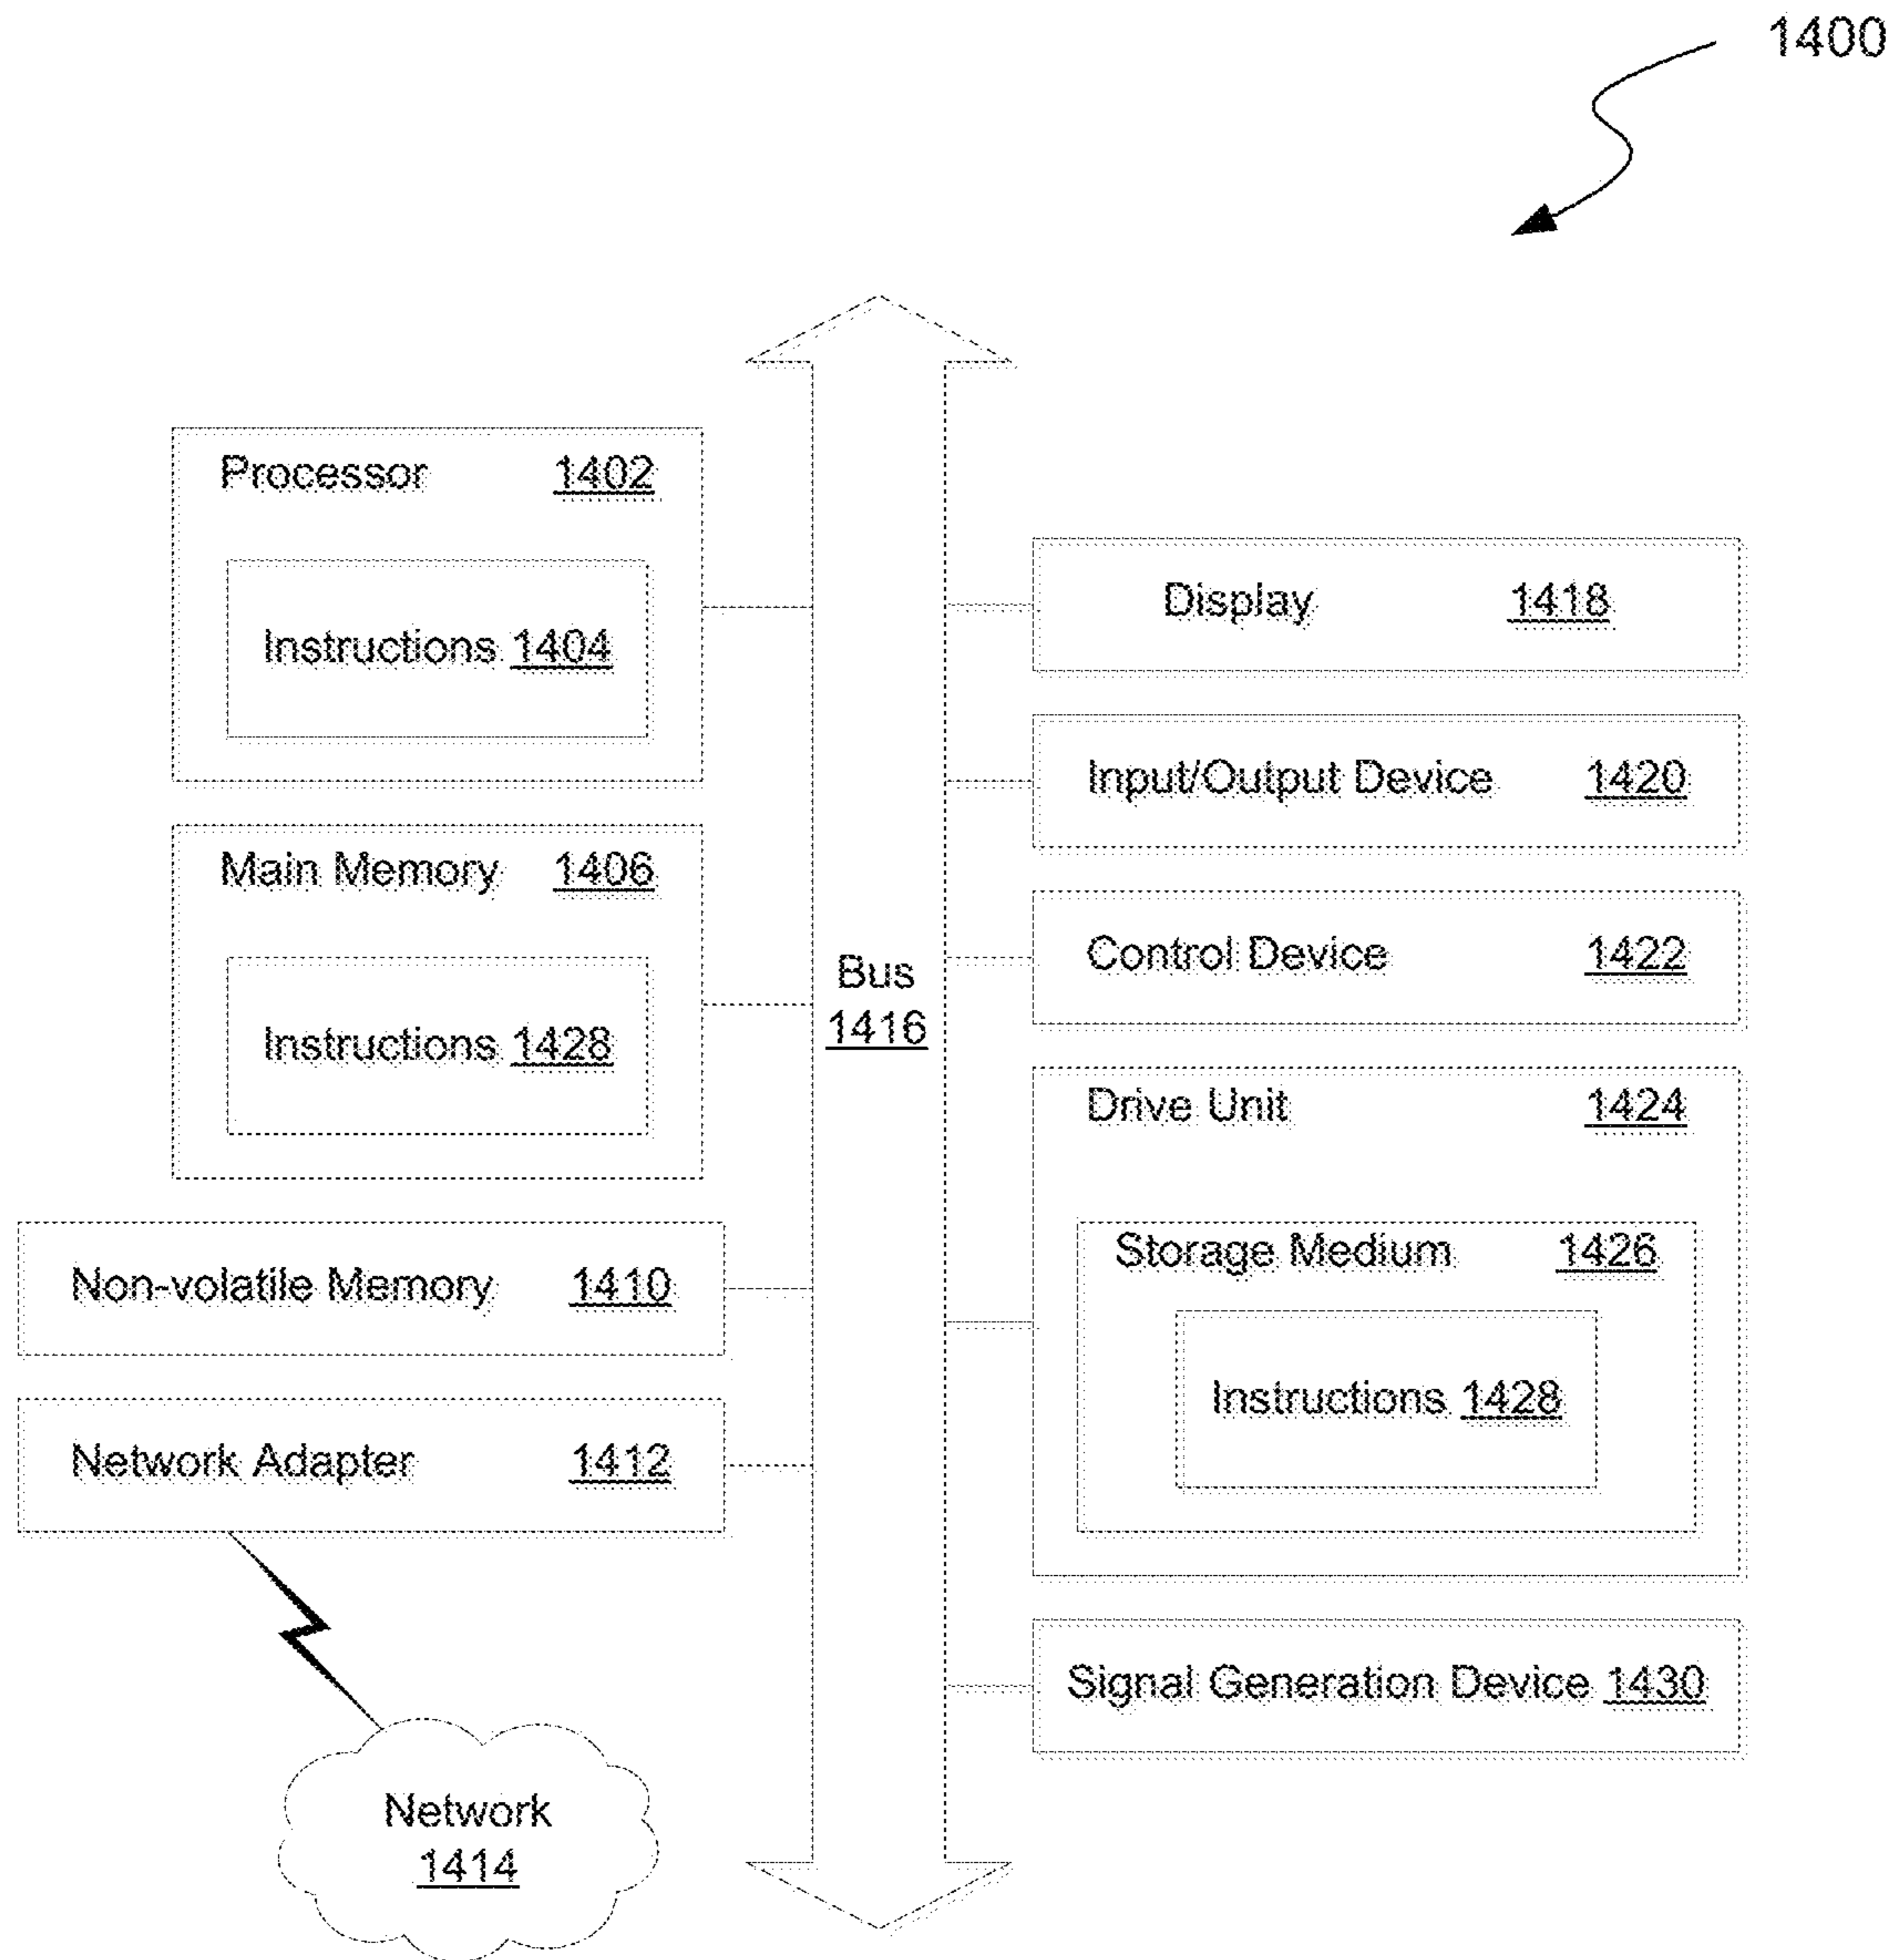 1400
Processor 1402
Instructions 1404
Main Memory 1406
Instructions 1428
Non-volatile Memory 1410
Network Adapter 1412
Network
1414
Bus
1416
Display 1418
Input/Output Device 1420
Control Device 1422
Drive Unit 1424
Storage Medium 1426
Instructions 1428
Signal Generation Device 1430